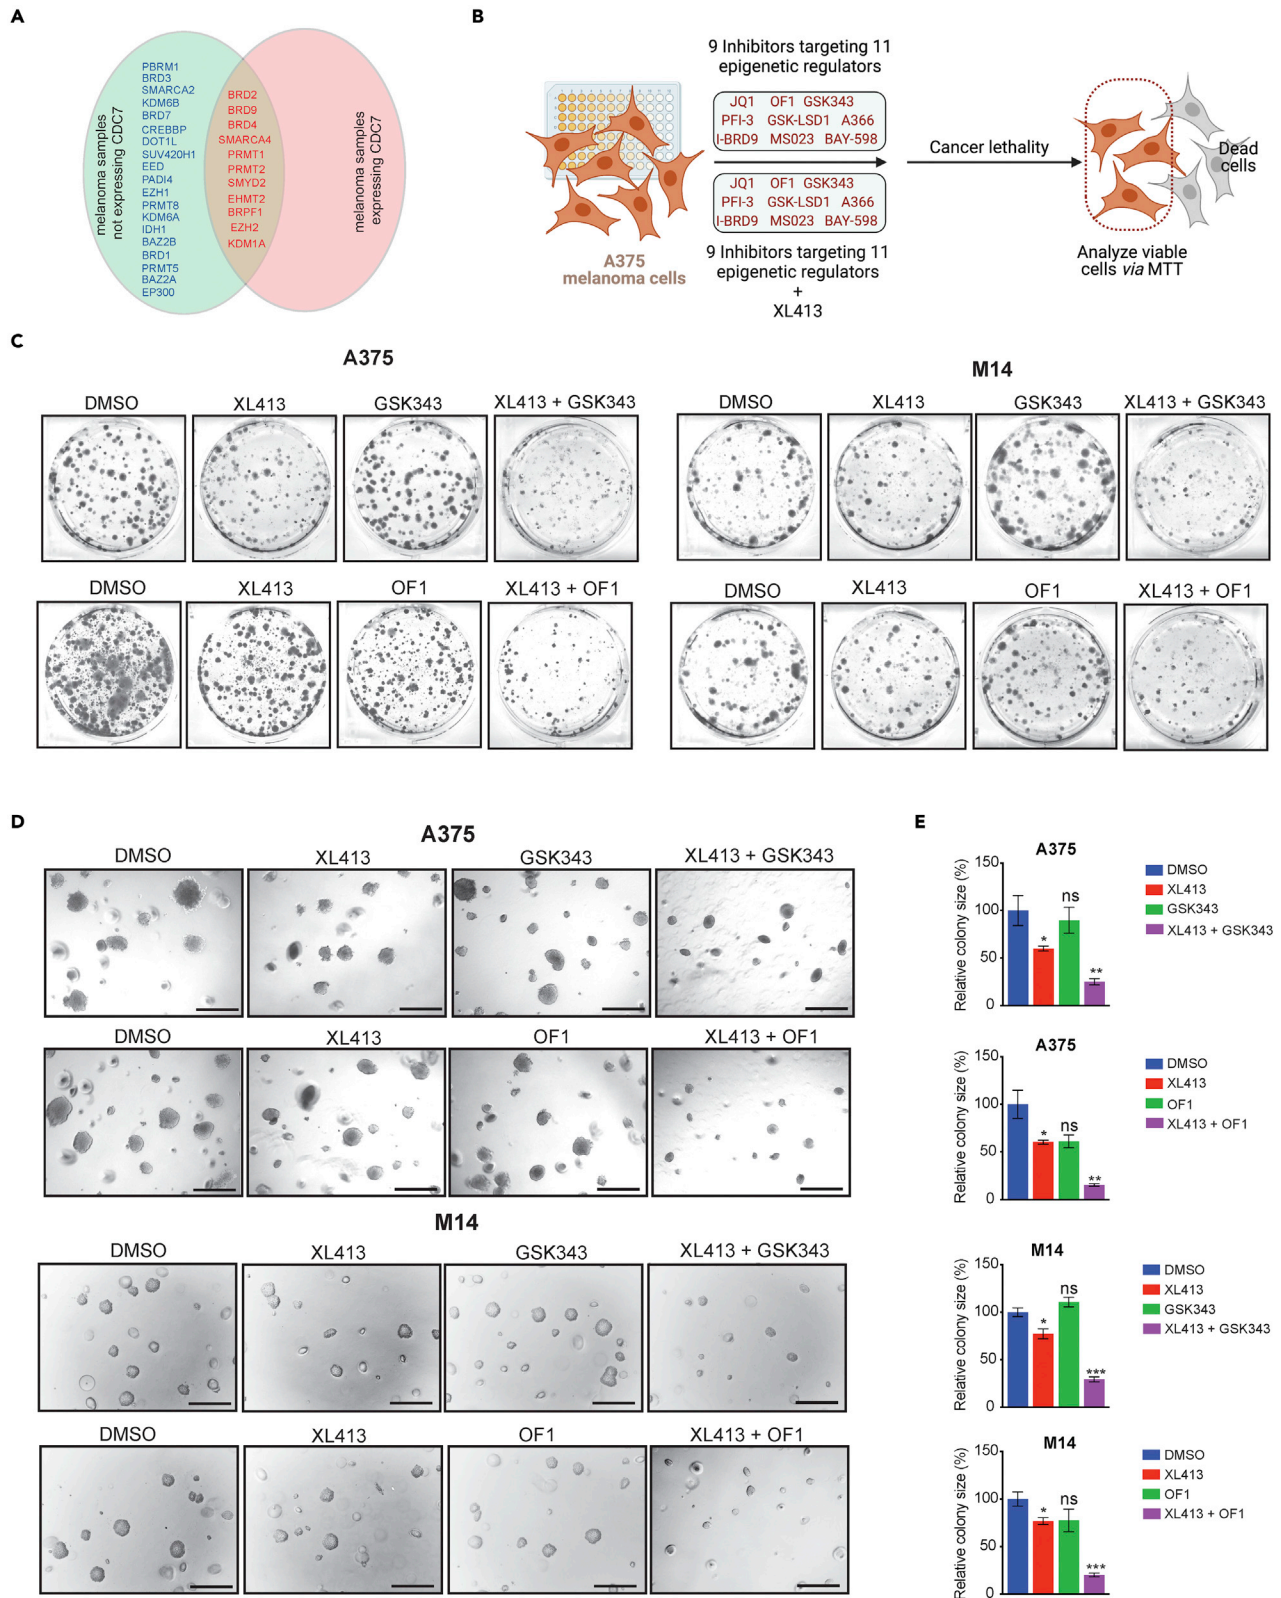 A
melanoma samples
not expressing CDC7
PBRM1
BRD3
SMARCA2
KDM6B
BRD7
CREBBP
DOT1L
SUV420H1
EED
PADI4
EZH1
PRMT8
KDM6A
IDH1
BAZ2B
BRD1
PRMT5
BAZ2A
EP300
BRD2
BRD9
BRD4
SMARCA4
PRMT1
PRMT2
SMYD2
EHMT2
BRPF1
EZH2
KDM1A
melanoma samples
expressing CDC7
B
9 Inhibitors targeting 11
epigenetic regulators
JQ1 OF1 GSK343
PFI-3 GSK-LSD1 A366
I-BRD9 MS023 BAY-598
JQ1 OF1 GSK343
PFI-3 GSK-LSD1 A366
I-BRD9 MS023 BAY-598
9 Inhibitors targeting 11
epigenetic regulators
+
XL413
A375
melanoma cells
Cancer lethality
Dead
cells
Analyze viable
cells via MTT
C
A375
DMSO XL413 GSK343 XL413 + GSK343
DMSO XL413 OF1 XL413 + OF1
M14
DMSO XL413 GSK343 XL413 + GSK343
DMSO XL413 OF1 XL413 + OF1
D
A375
DMSO XL413 GSK343 XL413 + GSK343
DMSO XL413 OF1 XL413 + OF1
M14
DMSO XL413 GSK343 XL413 + GSK343
DMSO XL413 OF1 XL413 + OF1
E
A375
Relative colony size (%)
150
100
50
0
*
ns
**
DMSO
XL413
GSK343
XL413 + GSK343
A375
Relative colony size (%)
150
100
50
0
*
ns
**
DMSO
XL413
OF1
XL413 + OF1
M14
Relative colony size (%)
150
100
50
0
*
ns
***
DMSO
XL413
GSK343
XL413 + GSK343
M14
Relative colony size (%)
150
100
50
0
*
ns
***
DMSO
XL413
OF1
XL413 + OF1